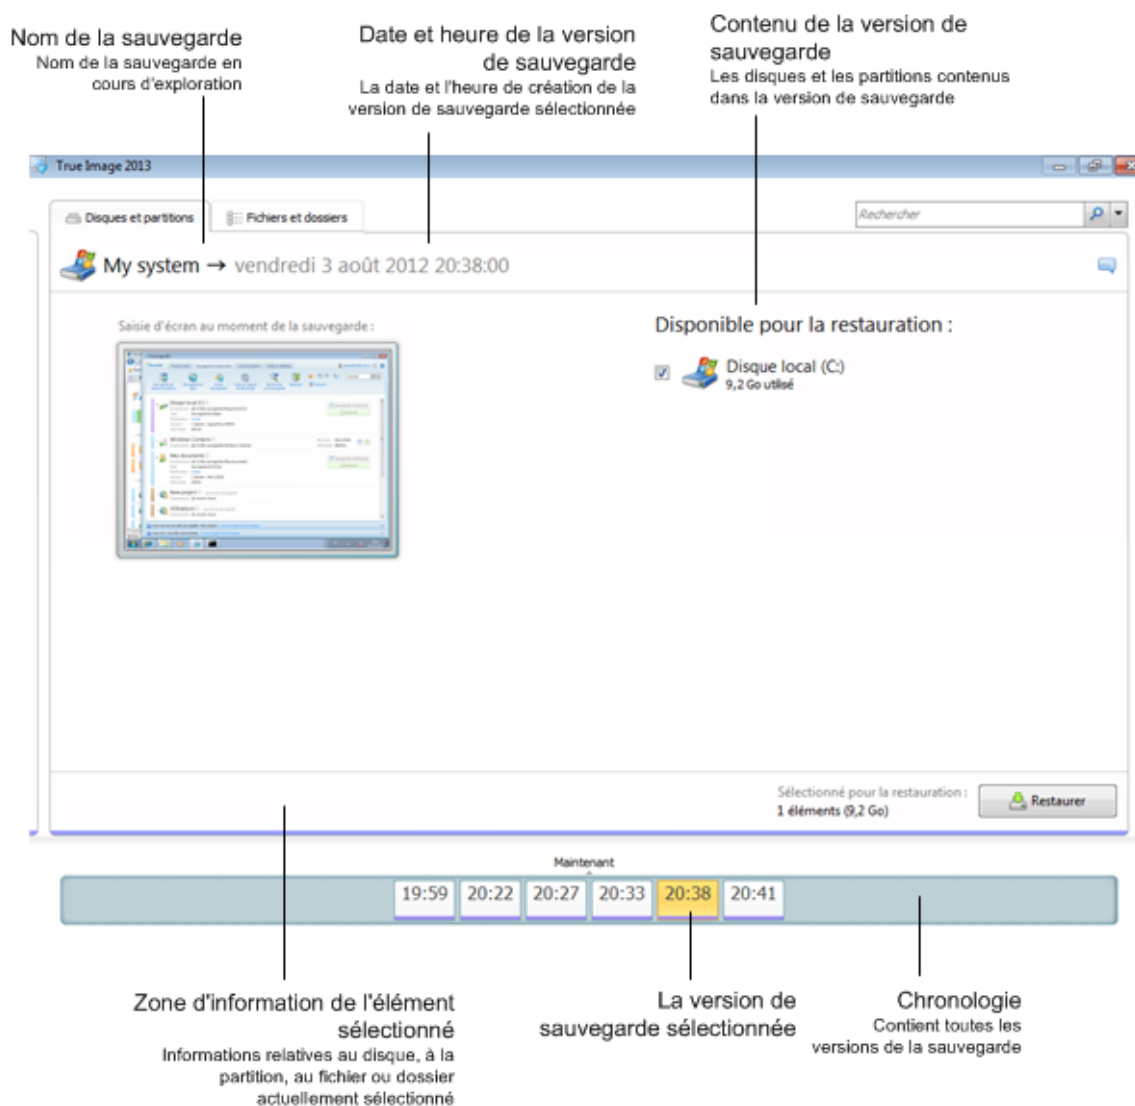 Nom de la sauvegarde
Nom de la sauvegarde en
cours d'exploration
Date et heure de la version
de sauvegarde
La date et l'heure de création de la
version de sauvegarde sélectionnée
Contenu de la version de
sauvegarde
Les disques et les partitions contenus
dans la version de sauvegarde
True Image 2013
Disques et partitions
Fichiers et dossiers
Rechercher
My system → vendredi 3 août 2012 20:38:00
Saisie d'écran au moment de la sauvegarde :
Disponible pour la restauration :
Disque local (C:)
9,2 Go utilisé
Sélectionné pour la restauration :
1 éléments (9,2 Go)
Restaurer
Maintenant
19:59 20:22 20:27 20:33 20:38 20:41
Zone d'information de l'élément
sélectionné
Informations relatives au disque, à la
partition, au fichier ou dossier
actuellement sélectionné
La version de
sauvegarde sélectionnée
Chronologie
Contient toutes les
versions de la sauvegarde